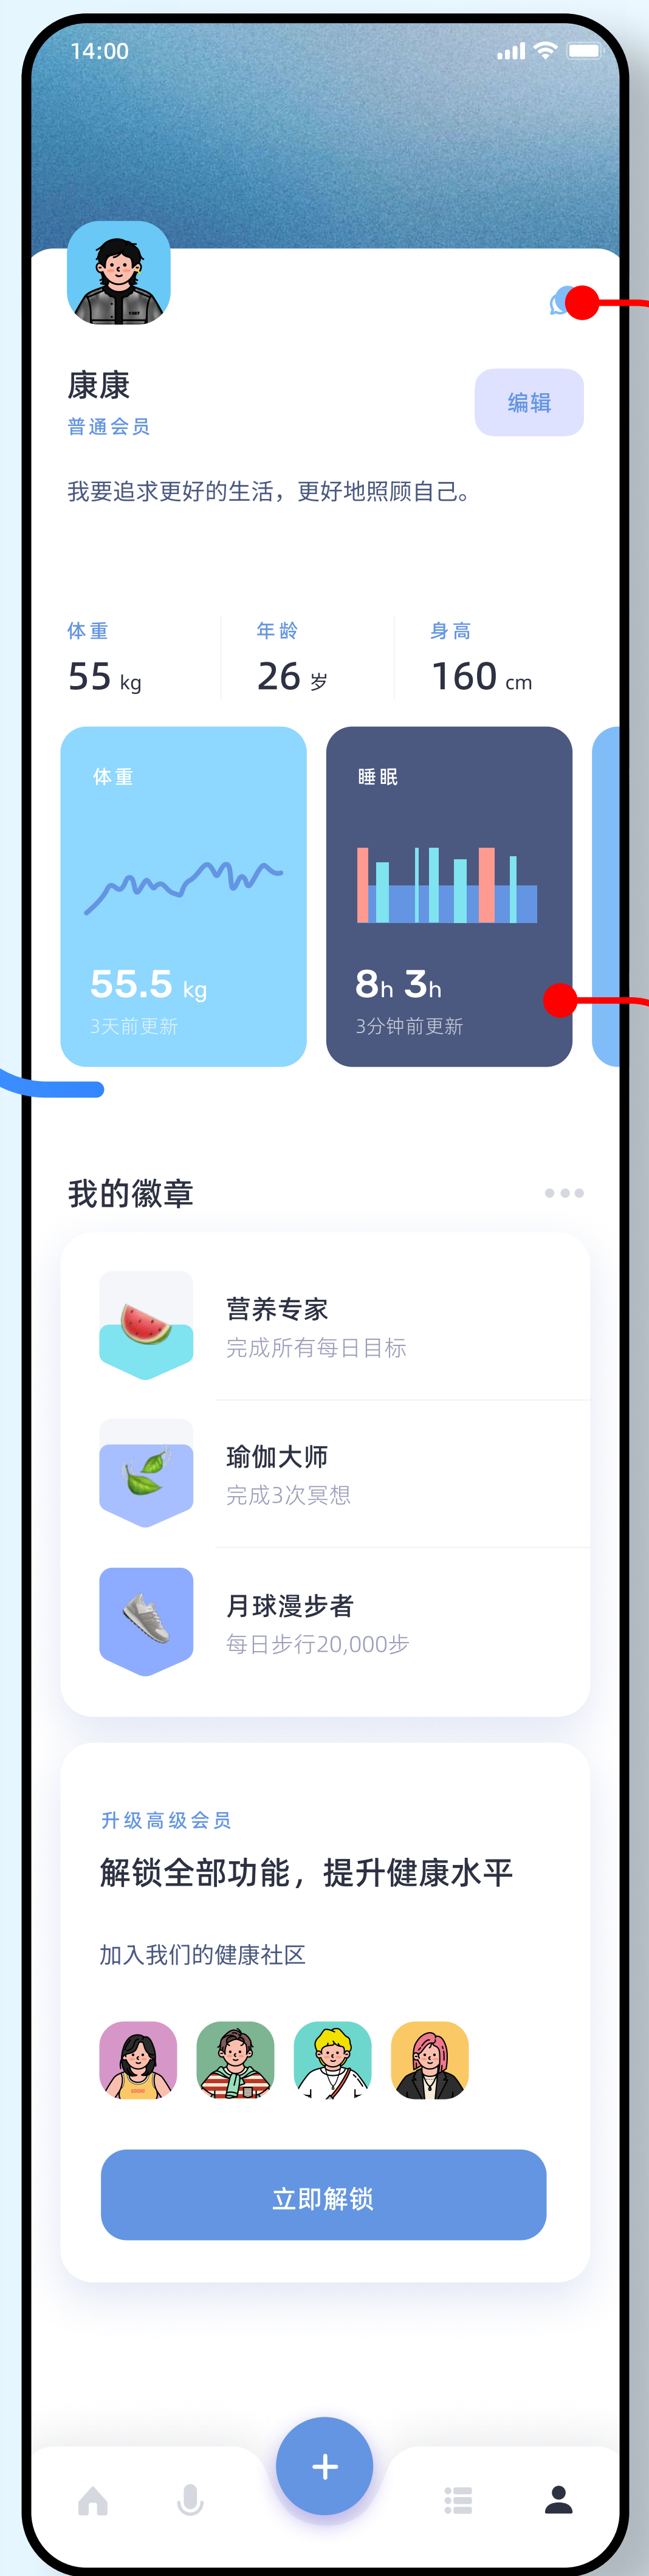 14:00
康康
普通会员
编辑
我要追求更好的生活，更好地照顾自己。
体重 年龄 身高
55 kg 26 岁 160 cm
体重
55.5 kg
3天前更新
睡眠
8h 3h
3分钟前更新
我的徽章
营养专家
完成所有每日目标
瑜伽大师
完成3次冥想
月球漫步者
每日步行20,000步
升级高级会员
解锁全部功能，提升健康水平
加入我们的健康社区
立即解锁